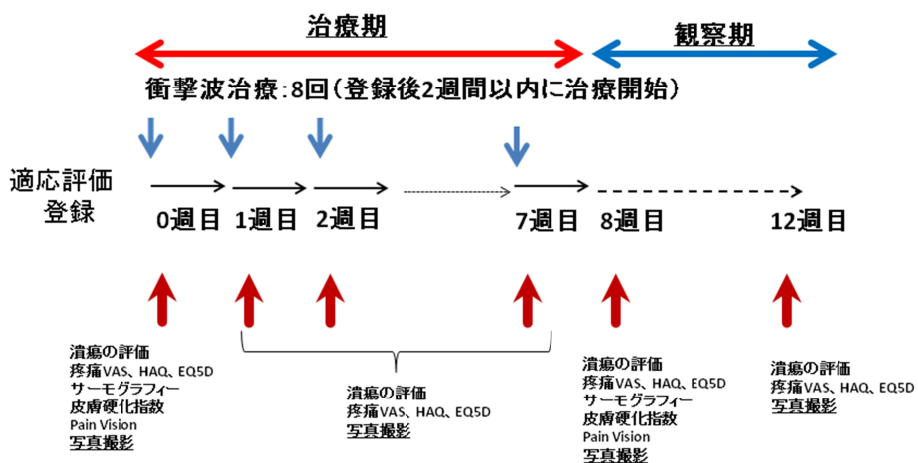 治療期
観察期
衝撃波治療:8回(登録後2週間以内に治療開始)
適応評価
登録
0週目
1週目
2週目
7週目
8週目
12週目
潰瘍の評価
疼痛VAS、HAQ、EQ5D
サーモグラフィー
皮膚硬化指数
Pain Vision
写真撮影
潰瘍の評価
疼痛VAS、HAQ、EQ5D
写真撮影
潰瘍の評価
疼痛VAS、HAQ、EQ5D
サーモグラフィー
皮膚硬化指数
Pain Vision
写真撮影
潰瘍の評価
疼痛VAS、HAQ、EQ5D
写真撮影